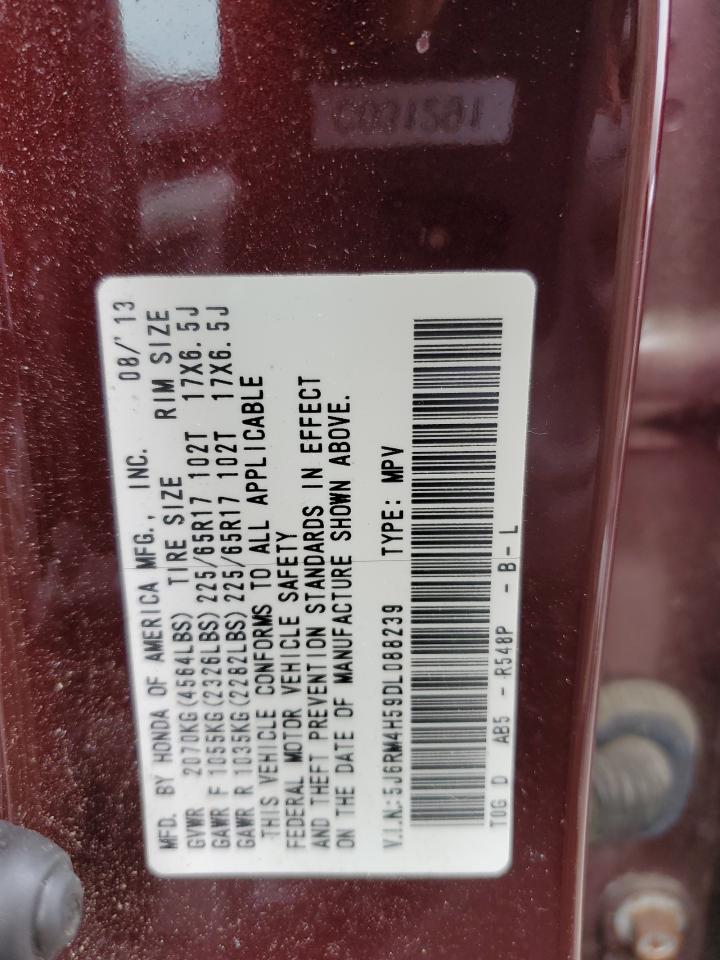 MFD. BY HONDA OF AMERICA MFG., INC. 08/'13
GVWR 2070KG(4564LBS) TIRE SIZE RIM SIZE
GAWR F 1055KG(2326LBS) 225/65R17 102T 17X6.5J
GAWR R 1035KG(2282LBS) 225/65R17 102T 17X6.5J
THIS VEHICLE CONFORMS TO ALL APPLICABLE
FEDERAL MOTOR VEHICLE SAFETY
AND THEFT PREVENTION STANDARDS IN EFFECT
ON THE DATE OF MANUFACTURE SHOWN ABOVE.
V.I.N.:5J6RM4H59DL088239 TYPE: MPV
T0G D AB5 -R548P -B-L